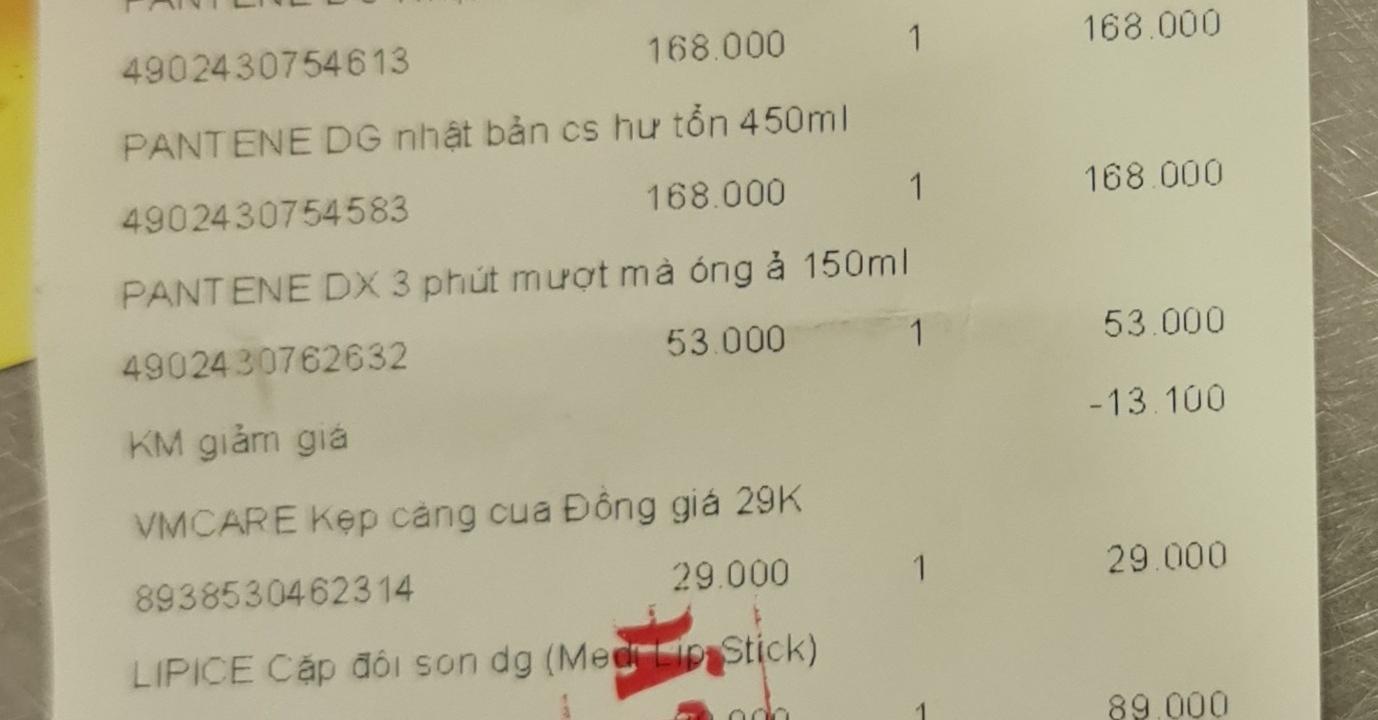 PANTENE DG
4902430754613 168.000 1 168.000
PANTENE DG nhật bản cs hư tổn 450ml
4902430754583 168.000 1 168.000
PANTENE DX 3 phút mượt mà óng ả 150ml
4902430762632 53.000 1 53.000
KM giảm giá -13.100
VMCARE Kẹp càng cua Đồng giá 29K
8938530462314 29.000 1 29.000
LIPICE Cặp đôi son dg (Medi Lip Stick)
1 89.000